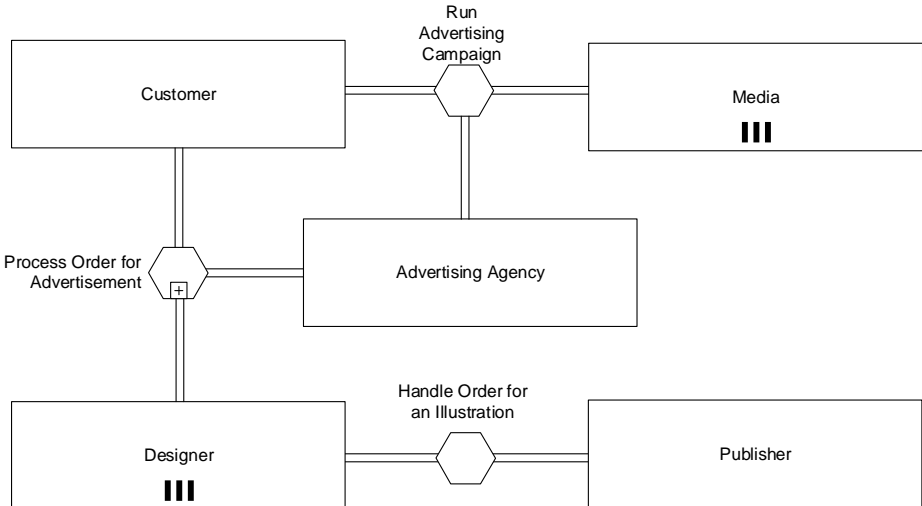 Run
Advertising
Campaign
Customer
Media
Process Order for
Advertisement
Advertising Agency
+
Handle Order for
an Illustration
Designer
Publisher